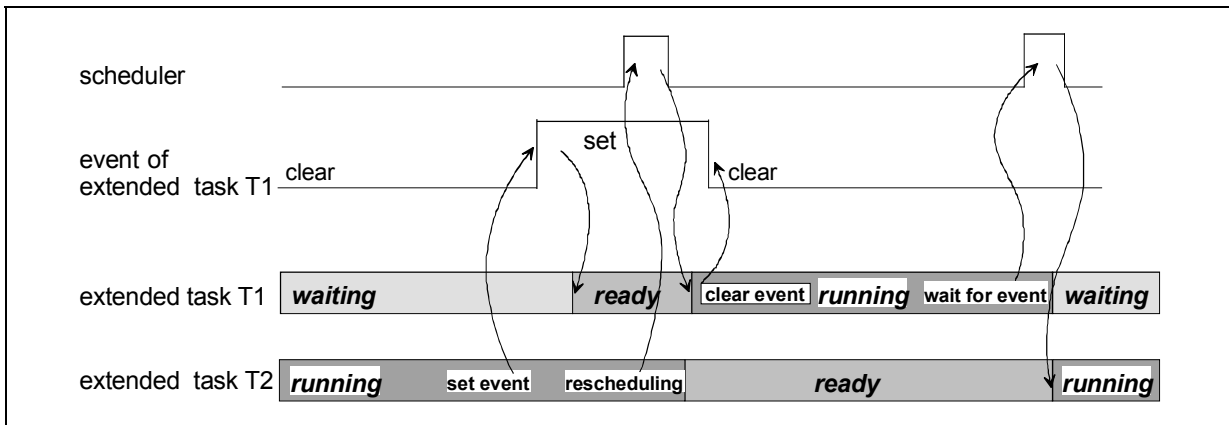 scheduler
set
event of
extended task T1
clear
clear
extended task T1
waiting
ready
clear event
running
wait for event
waiting
extended task T2
running
set event
rescheduling
ready
running